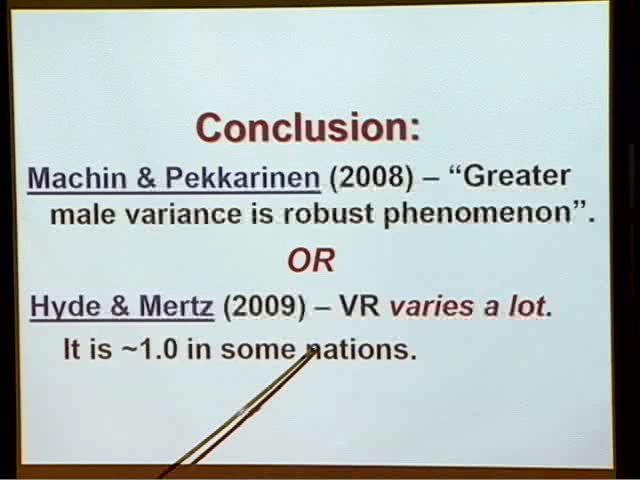 Conclusion:
Machin & Pekkarinen (2008) – “Greater
male variance is robust phenomenon”.
OR
Hyde & Mertz (2009) – VR varies a lot.
It is ~1.0 in some nations.